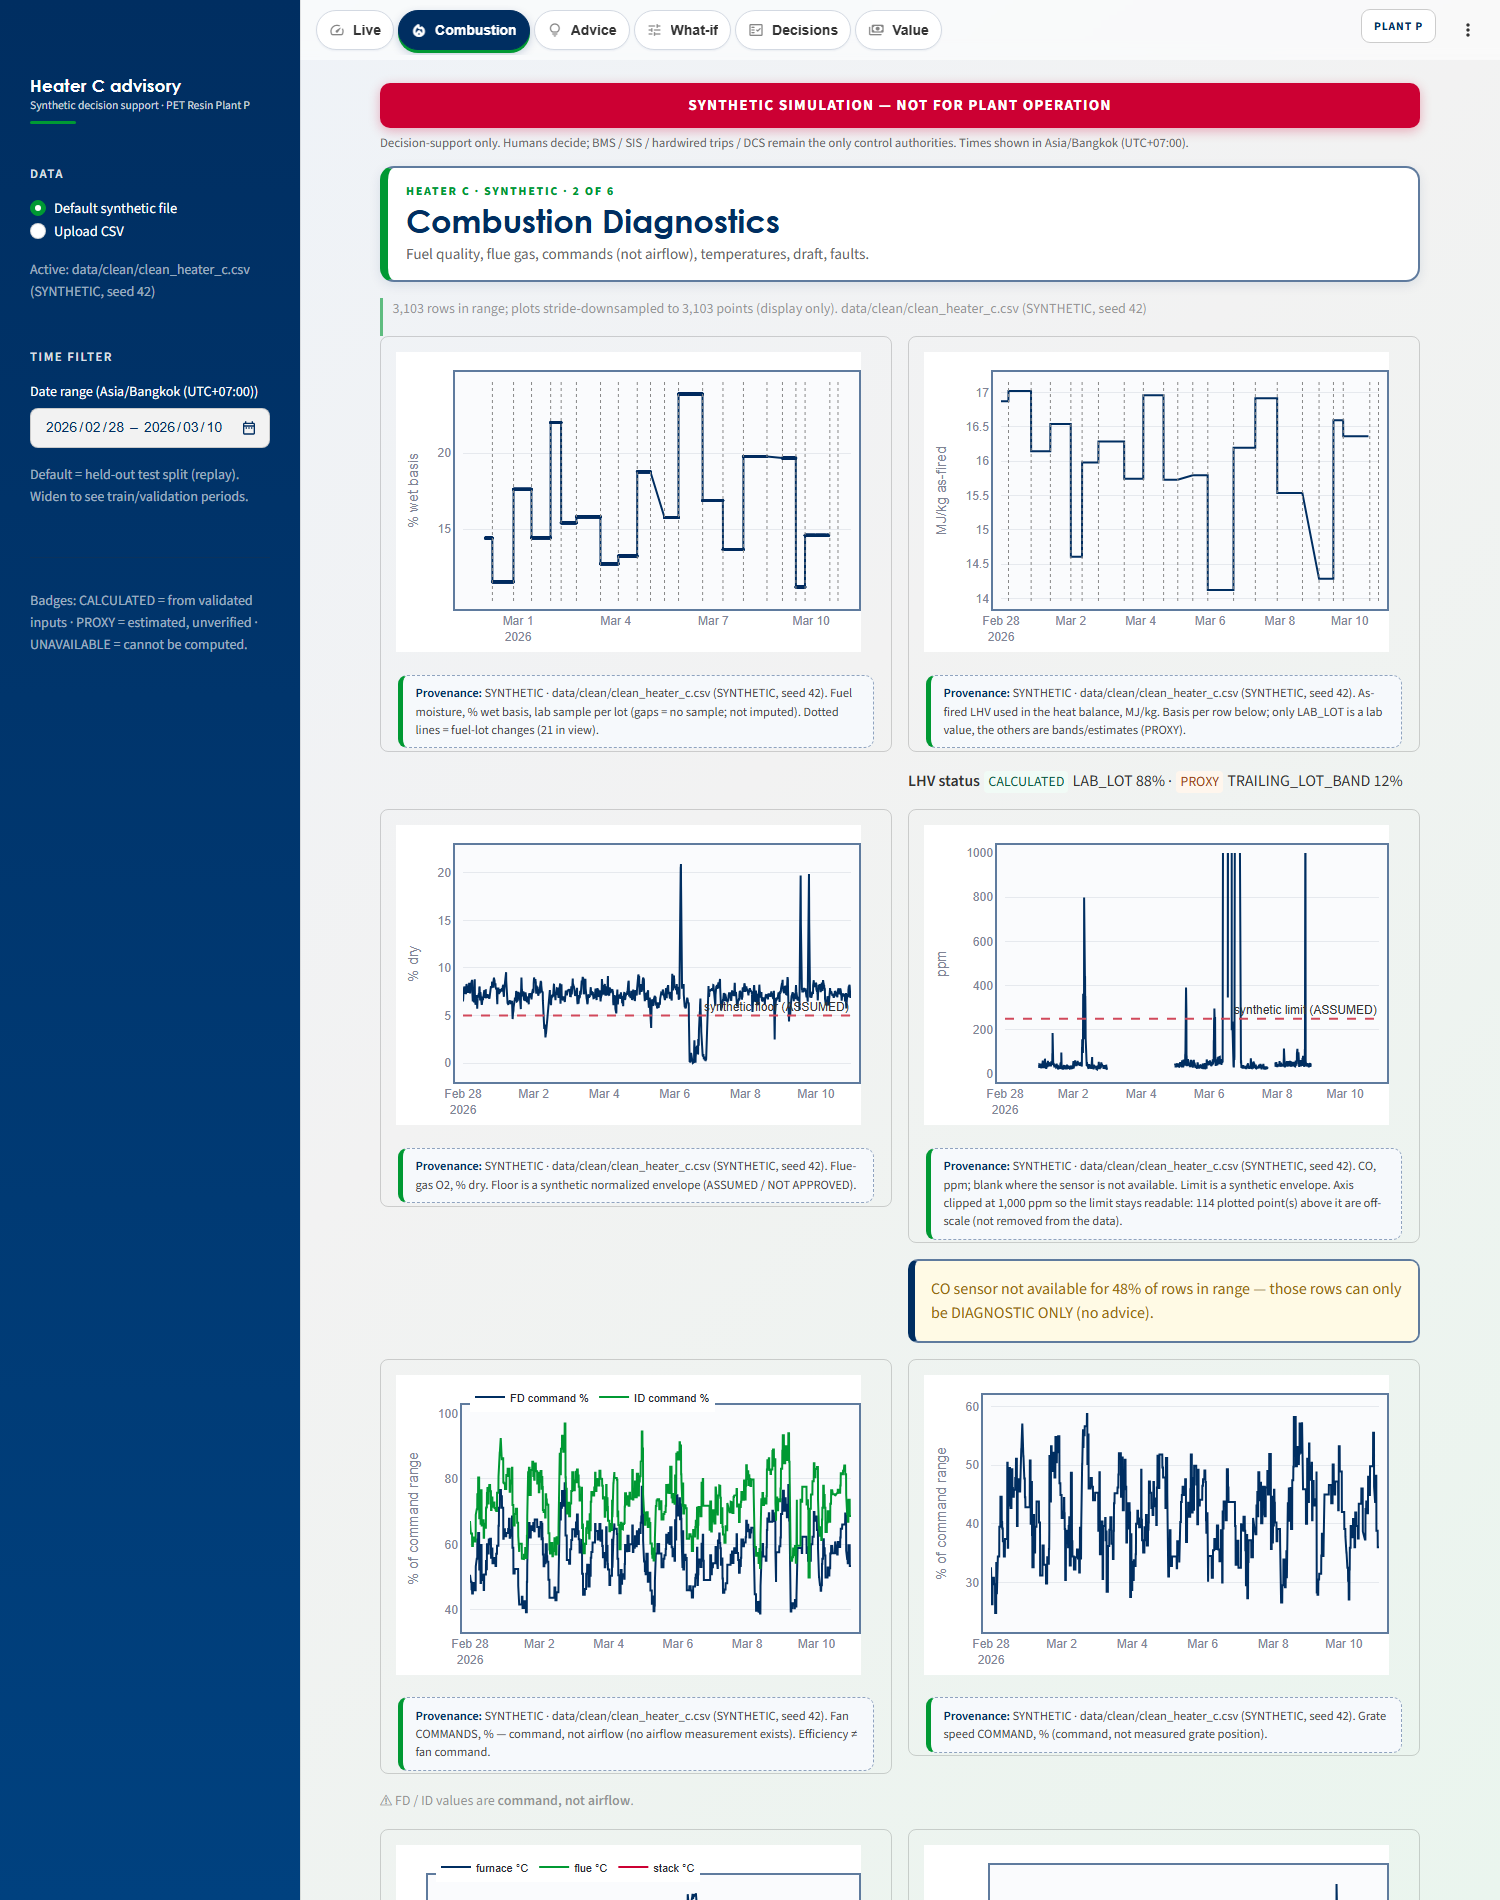 Live
Combustion
Advice
What-if
Decisions
Value
PLANT P
Heater C advisory
Synthetic decision support · PET Resin Plant P
DATA
Default synthetic file
Upload CSV
Active: data/clean/clean_heater_c.csv
(SYNTHETIC, seed 42)
TIME FILTER
Date range (Asia/Bangkok (UTC+07:00))
2026/02/28 – 2026/03/10
Default = held-out test split (replay).
Widen to see train/validation periods.
Badges: CALCULATED = from validated
inputs · PROXY = estimated, unverified ·
UNAVAILABLE = cannot be computed.
SYNTHETIC SIMULATION — NOT FOR PLANT OPERATION
Decision-support only. Humans decide; BMS / SIS / hardwired trips / DCS remain the only control authorities. Times shown in Asia/Bangkok (UTC+07:00).
HEATER C · SYNTHETIC · 2 OF 6
Combustion Diagnostics
Fuel quality, flue gas, commands (not airflow), temperatures, draft, faults.
3,103 rows in range; plots stride-downsampled to 3,103 points (display only). data/clean/clean_heater_c.csv (SYNTHETIC, seed 42)
% wet basis
20
15
Mar 1
2026
Mar 4
Mar 7
Mar 10
Provenance: SYNTHETIC · data/clean/clean_heater_c.csv (SYNTHETIC, seed 42). Fuel
moisture, % wet basis, lab sample per lot (gaps = no sample; not imputed). Dotted
lines = fuel-lot changes (21 in view).
MJ/kg as-fired
17
16.5
16
15.5
15
14.5
14
Feb 28
2026
Mar 2
Mar 4
Mar 6
Mar 8
Mar 10
Provenance: SYNTHETIC · data/clean/clean_heater_c.csv (SYNTHETIC, seed 42). As-
fired LHV used in the heat balance, MJ/kg. Basis per row below; only LAB_LOT is a lab
value, the others are bands/estimates (PROXY).
LHV status CALCULATED LAB_LOT 88% · PROXY TRAILING_LOT_BAND 12%
% dry
20
15
10
5
0
synthetic floor (ASSUMED)
Feb 28
2026
Mar 2
Mar 4
Mar 6
Mar 8
Mar 10
Provenance: SYNTHETIC · data/clean/clean_heater_c.csv (SYNTHETIC, seed 42). Flue-
gas O2, % dry. Floor is a synthetic normalized envelope (ASSUMED / NOT APPROVED).
ppm
1000
800
600
400
200
0
synthetic limit (ASSUMED)
Feb 28
2026
Mar 2
Mar 4
Mar 6
Mar 8
Mar 10
Provenance: SYNTHETIC · data/clean/clean_heater_c.csv (SYNTHETIC, seed 42). CO,
ppm; blank where the sensor is not available. Limit is a synthetic envelope. Axis
clipped at 1,000 ppm so the limit stays readable: 114 plotted point(s) above it are off-
scale (not removed from the data).
CO sensor not available for 48% of rows in range — those rows can only
be DIAGNOSTIC ONLY (no advice).
FD command %
ID command %
% of command range
100
80
60
40
Feb 28
2026
Mar 2
Mar 4
Mar 6
Mar 8
Mar 10
Provenance: SYNTHETIC · data/clean/clean_heater_c.csv (SYNTHETIC, seed 42). Fan
COMMANDS, % — command, not airflow (no airflow measurement exists). Efficiency ≠
fan command.
% of command range
60
50
40
30
Feb 28
2026
Mar 2
Mar 4
Mar 6
Mar 8
Mar 10
Provenance: SYNTHETIC · data/clean/clean_heater_c.csv (SYNTHETIC, seed 42). Grate
speed COMMAND, % (command, not measured grate position).
⚠ FD / ID values are command, not airflow.
furnace °C
flue °C
stack °C